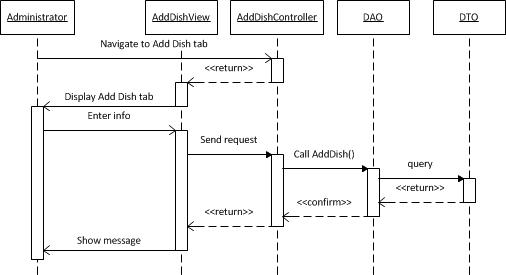 Administrator
AddDishView
AddDishController
DAO
DTO
Navigate to Add Dish tab
<<return>>
Display Add Dish tab
Enter info
Send request
Call AddDish()
query
<<return>>
<<confirm>>
<<return>>
Show message